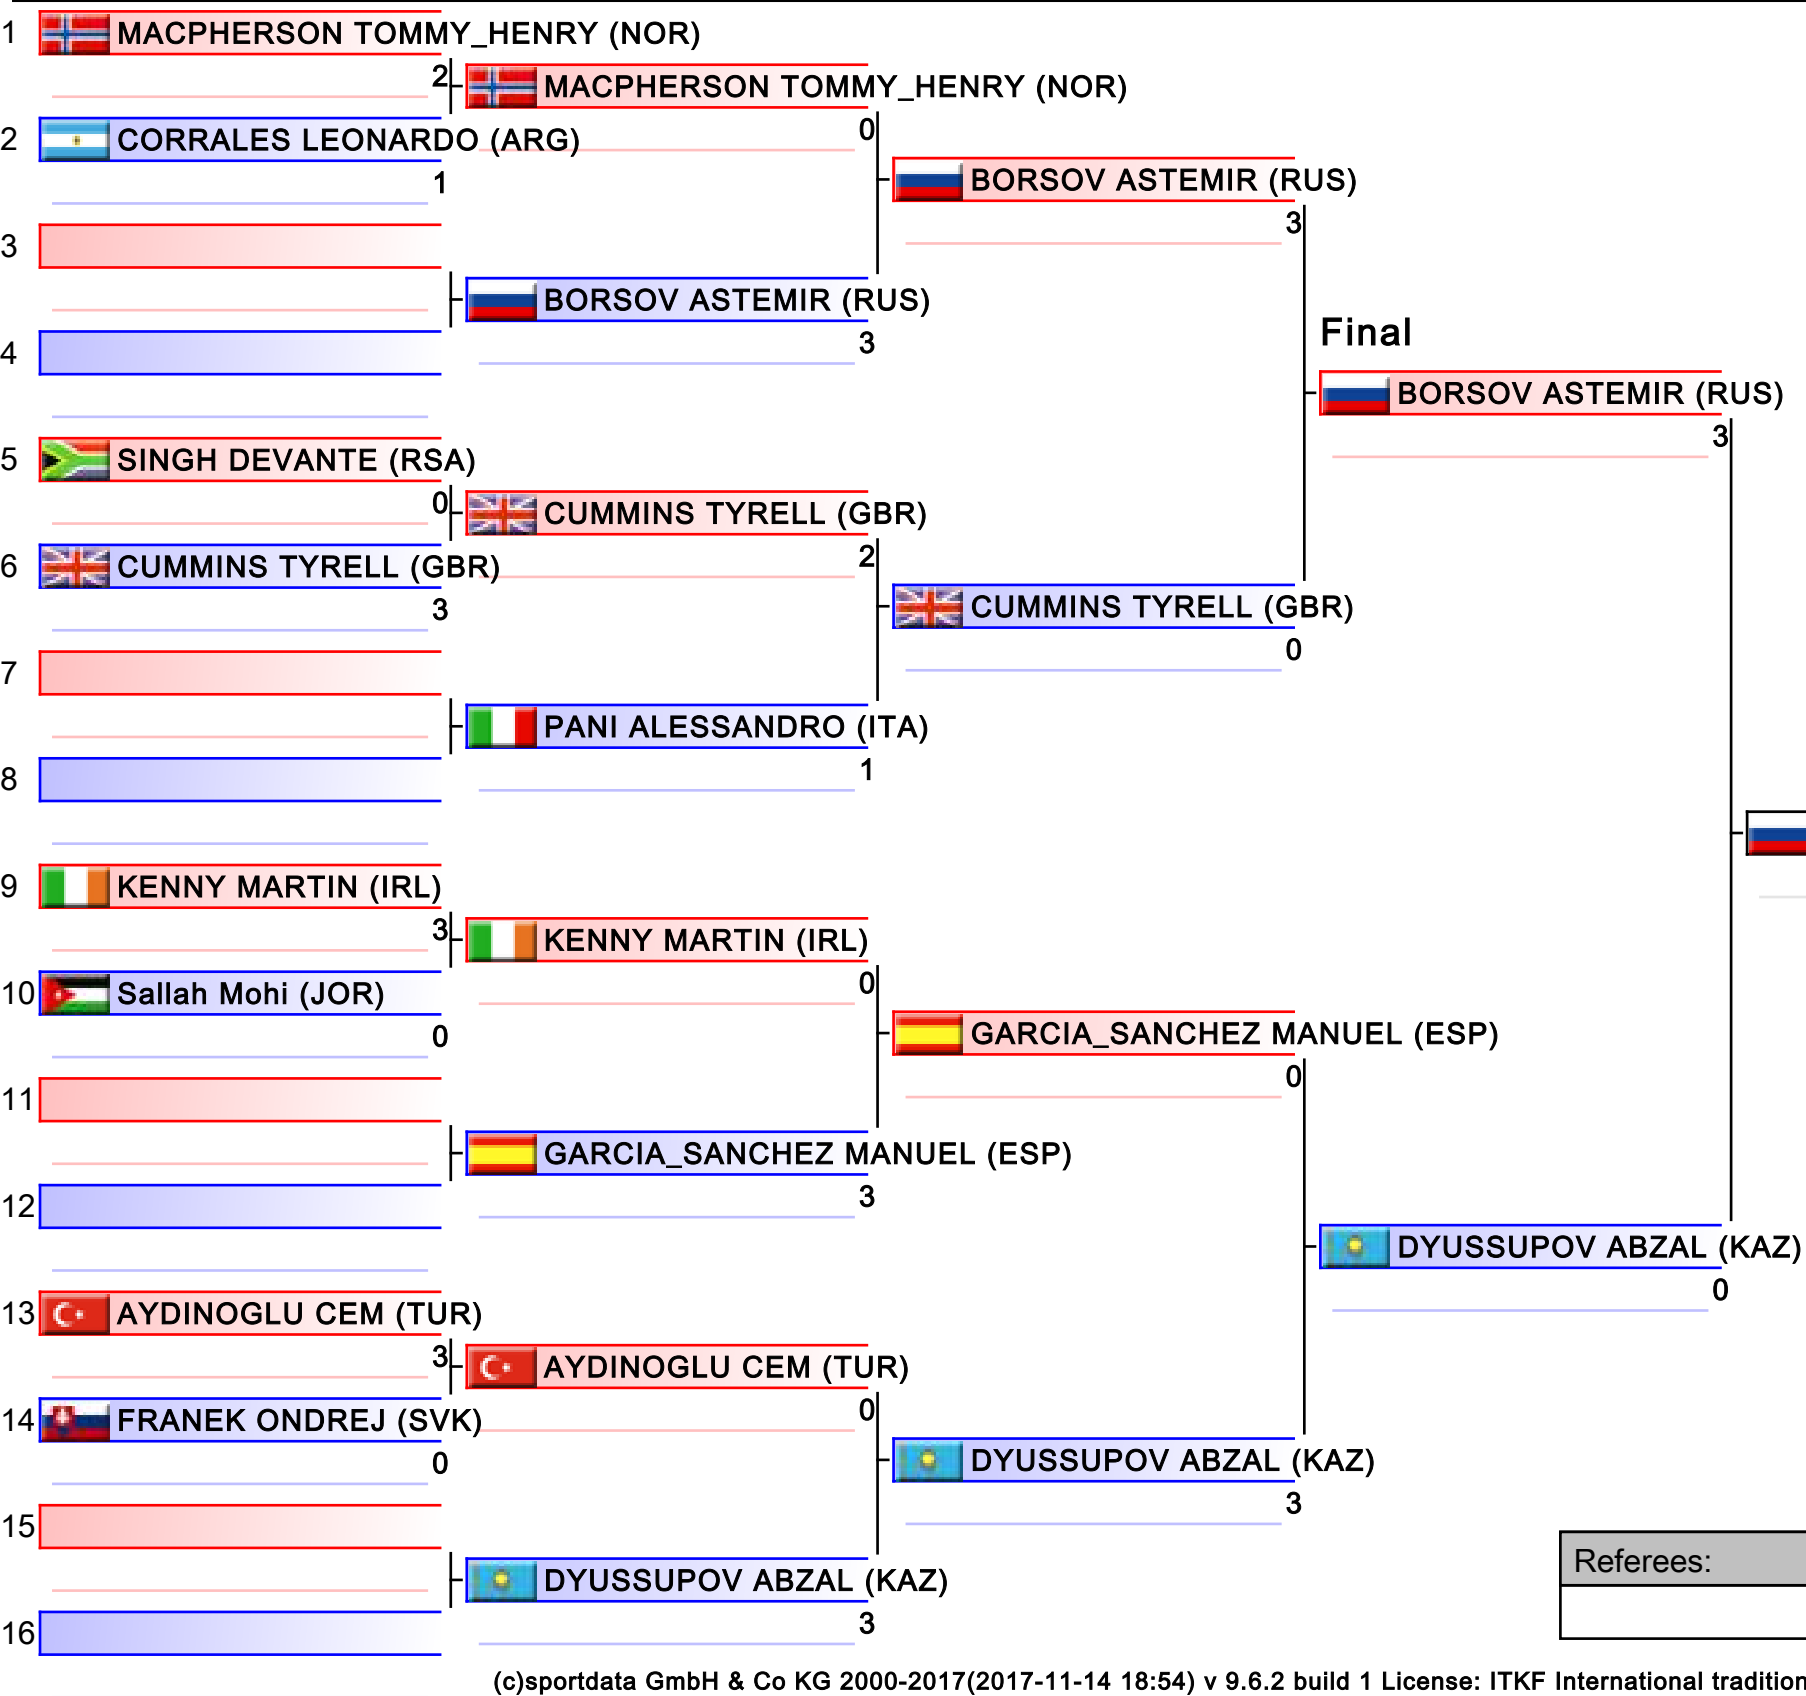 1 MACPHERSON TOMMY_HENRY (NOR)
2 MACPHERSON TOMMY_HENRY (NOR)
0
2 CORRALES LEONARDO (ARG)
1 BORSOV ASTEMIR (RUS)
3
3
BORSOV ASTEMIR (RUS)
3
4
Final
BORSOV ASTEMIR (RUS)
3
5 SINGH DEVANTE (RSA)
0 CUMMINS TYRELL (GBR)
2
6 CUMMINS TYRELL (GBR)
3 CUMMINS TYRELL (GBR)
0
7
PANI ALESSANDRO (ITA)
1
8
9 KENNY MARTIN (IRL)
3 KENNY MARTIN (IRL)
0
10 Sallah Mohi (JOR)
0 GARCIA_SANCHEZ MANUEL (ESP)
0
11
GARCIA_SANCHEZ MANUEL (ESP)
3
12
DYUSSUPOV ABZAL (KAZ)
0
13 AYDINOGLU CEM (TUR)
3 AYDINOGLU CEM (TUR)
0
14 FRANEK ONDREJ (SVK)
0 DYUSSUPOV ABZAL (KAZ)
3
15
DYUSSUPOV ABZAL (KAZ)
3
16
Referees:
(c)sportdata GmbH & Co KG 2000-2017(2017-11-14 18:54) v 9.6.2 build 1 License: ITKF International tradition